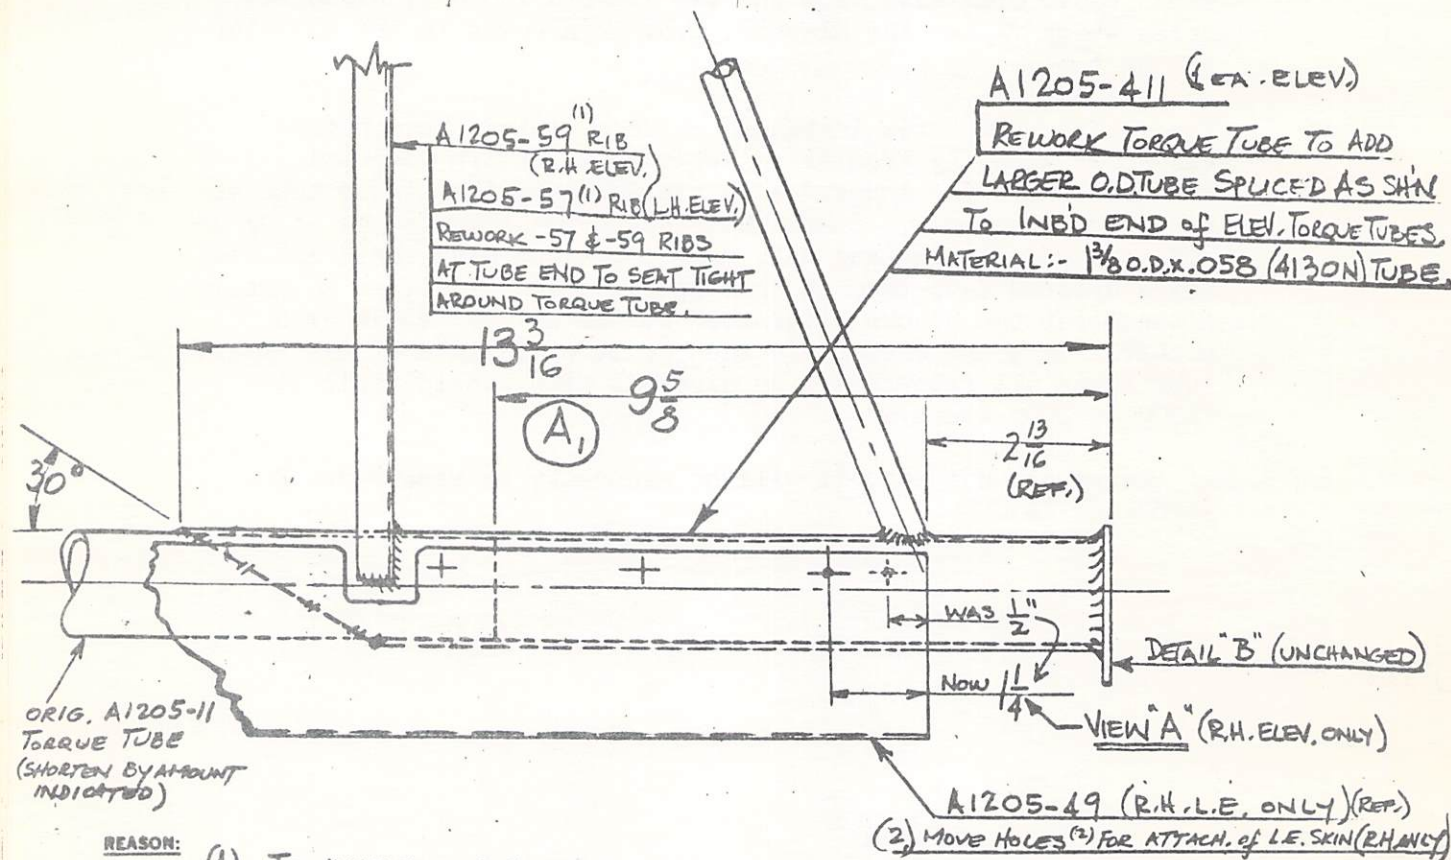 A1205-411 (1 EA. ELEV.)
REWORK TORQUE TUBE TO ADD
LARGER O.D TUBE SPLICED AS SH'N
TO INB'D END of ELEV. TORQUE TUBES.
MATERIAL:- 1 3/8 O.D.X.058 (4130N) TUBE.
A1205-59 (1) RIB
(R.H. ELEV.)
A1205-57 (1) RIB (L.H. ELEV.)
REWORK -57 & -59 RIBS
AT TUBE END TO SEAT TIGHT
AROUND TORQUE TUBE.
13 3/16
9 5/8
A1
2 13/16
(REF.)
30°
WAS 1/2"
NOW 1 1/4
DETAIL "B" (UNCHANGED)
VIEW "A" (R.H. ELEV. ONLY)
ORIG. A1205-11
TORQUE TUBE
(SHORTEN BY AMOUNT
INDICATED)
A1205-49 (R.H. L.E. ONLY) (REF.)
(2) MOVE HOLES (2) FOR ATTACH. of L.E. SKIN (RH ONLY)
REASON:
(1)